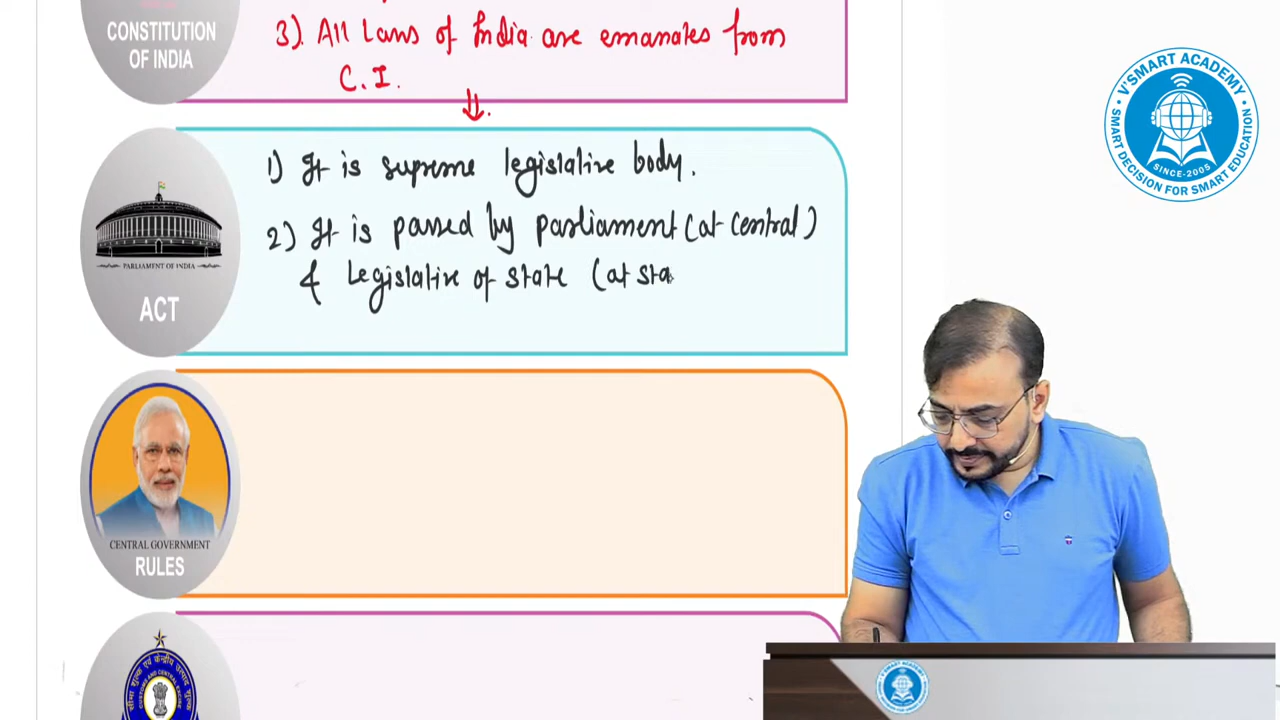 CONSTITUTION
OF INDIA
3). All Laws of India are emanates from
C.I.
1) It is supreme legislative body.
2) It is passed by parliament (at central)
& Legislative of state (at sta
PARLIAMENT OF INDIA
ACT
CENTRAL GOVERNMENT
RULES
V'SMART ACADEMY
SINCE-2005
SMART DECISION FOR SMART EDUCATION